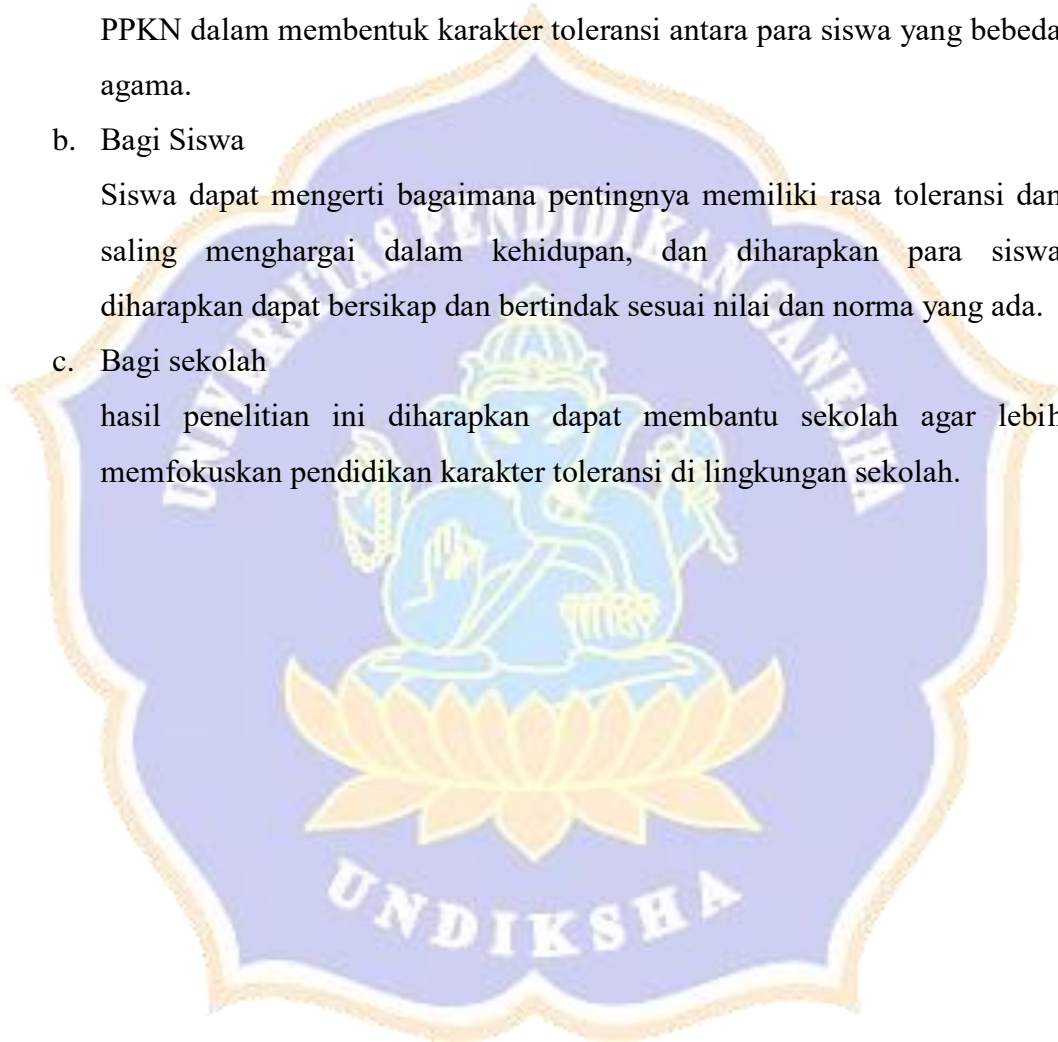 PPKN dalam membentuk karakter toleransi antara para siswa yang bebeda
agama.
b. Bagi Siswa
Siswa dapat mengerti bagaimana pentingnya memiliki rasa toleransi dan
saling menghargai dalam kehidupan, dan diharapkan para siswa
diharapkan dapat bersikap dan bertindak sesuai nilai dan norma yang ada.
c. Bagi sekolah
hasil penelitian ini diharapkan dapat membantu sekolah agar lebih
memfokuskan pendidikan karakter toleransi di lingkungan sekolah.
UNIVERSITAS PENDIDIKAN GANESHA
UNDIKSHA